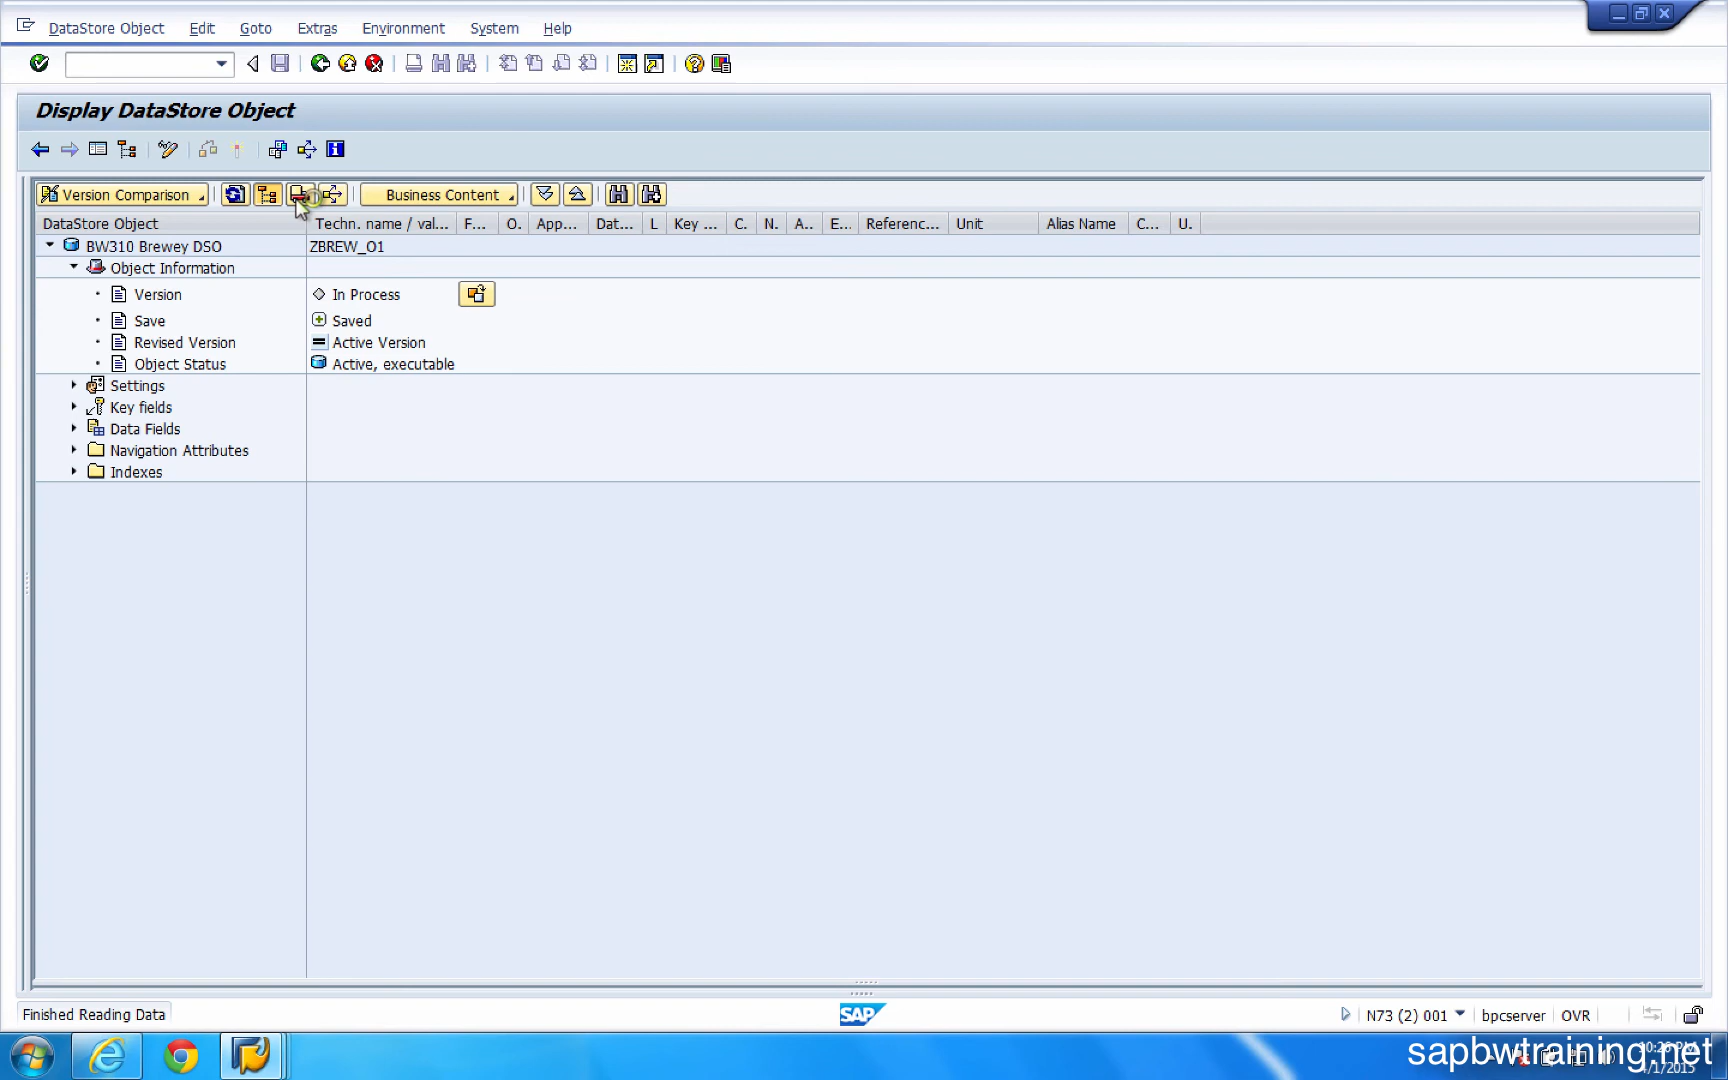 DataStore Object Edit Goto Extras Environment System Help
Display DataStore Object
Version Comparison Business Content
DataStore Object Techn. name / val... F... O. App... Dat... L Key ... C. N. A.. E... Referenc... Unit Alias Name C... U.
BW310 Brewey DSO ZBREW_O1
Object Information
Version In Process
Save Saved
Revised Version Active Version
Object Status Active, executable
Settings
Key fields
Data Fields
Navigation Attributes
Indexes
Finished Reading Data SAP N73 (2) 001 bpcserver OVR
sapbwtraining.net